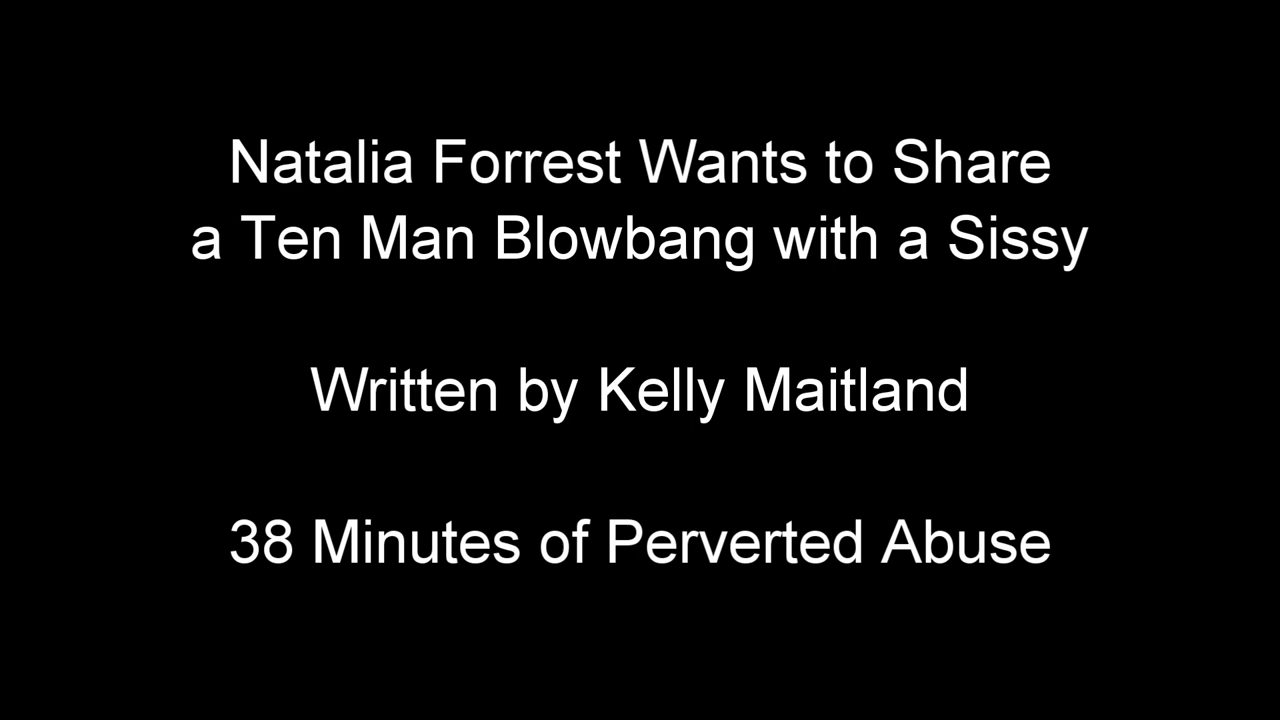 Natalia Forrest Wants to Share
a Ten Man Blowbang with a Sissy
Written by Kelly Maitland
38 Minutes of Perverted Abuse